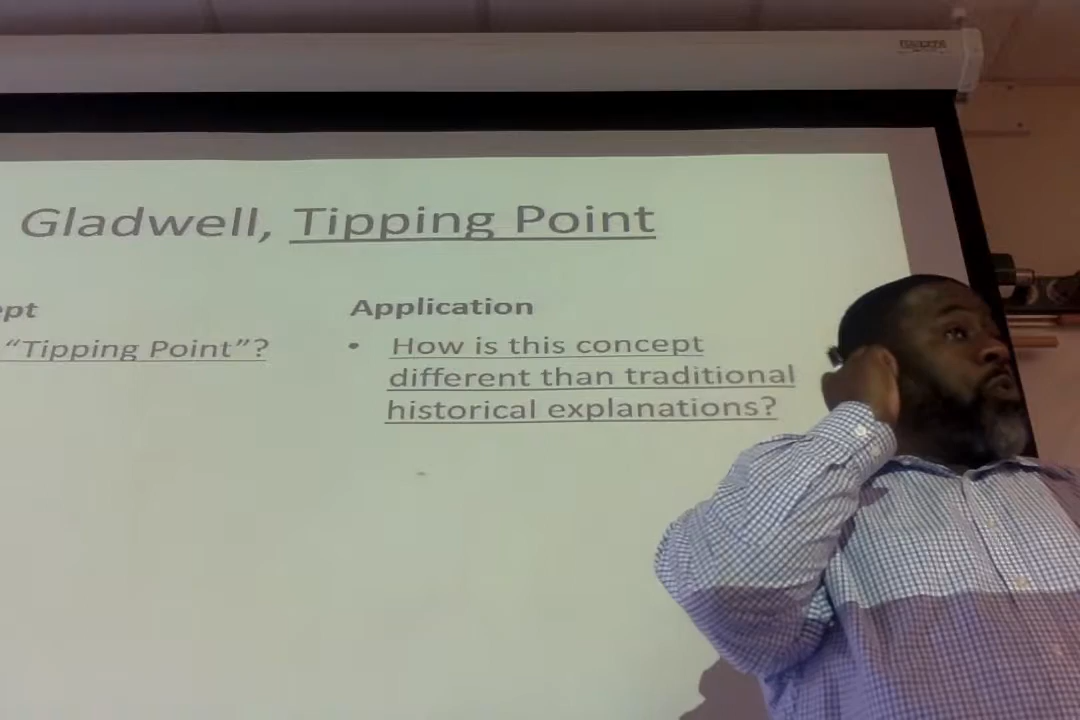 Gladwell, Tipping Point
ept
"Tipping Point"?
Application
• How is this concept
different than traditional
historical explanations?